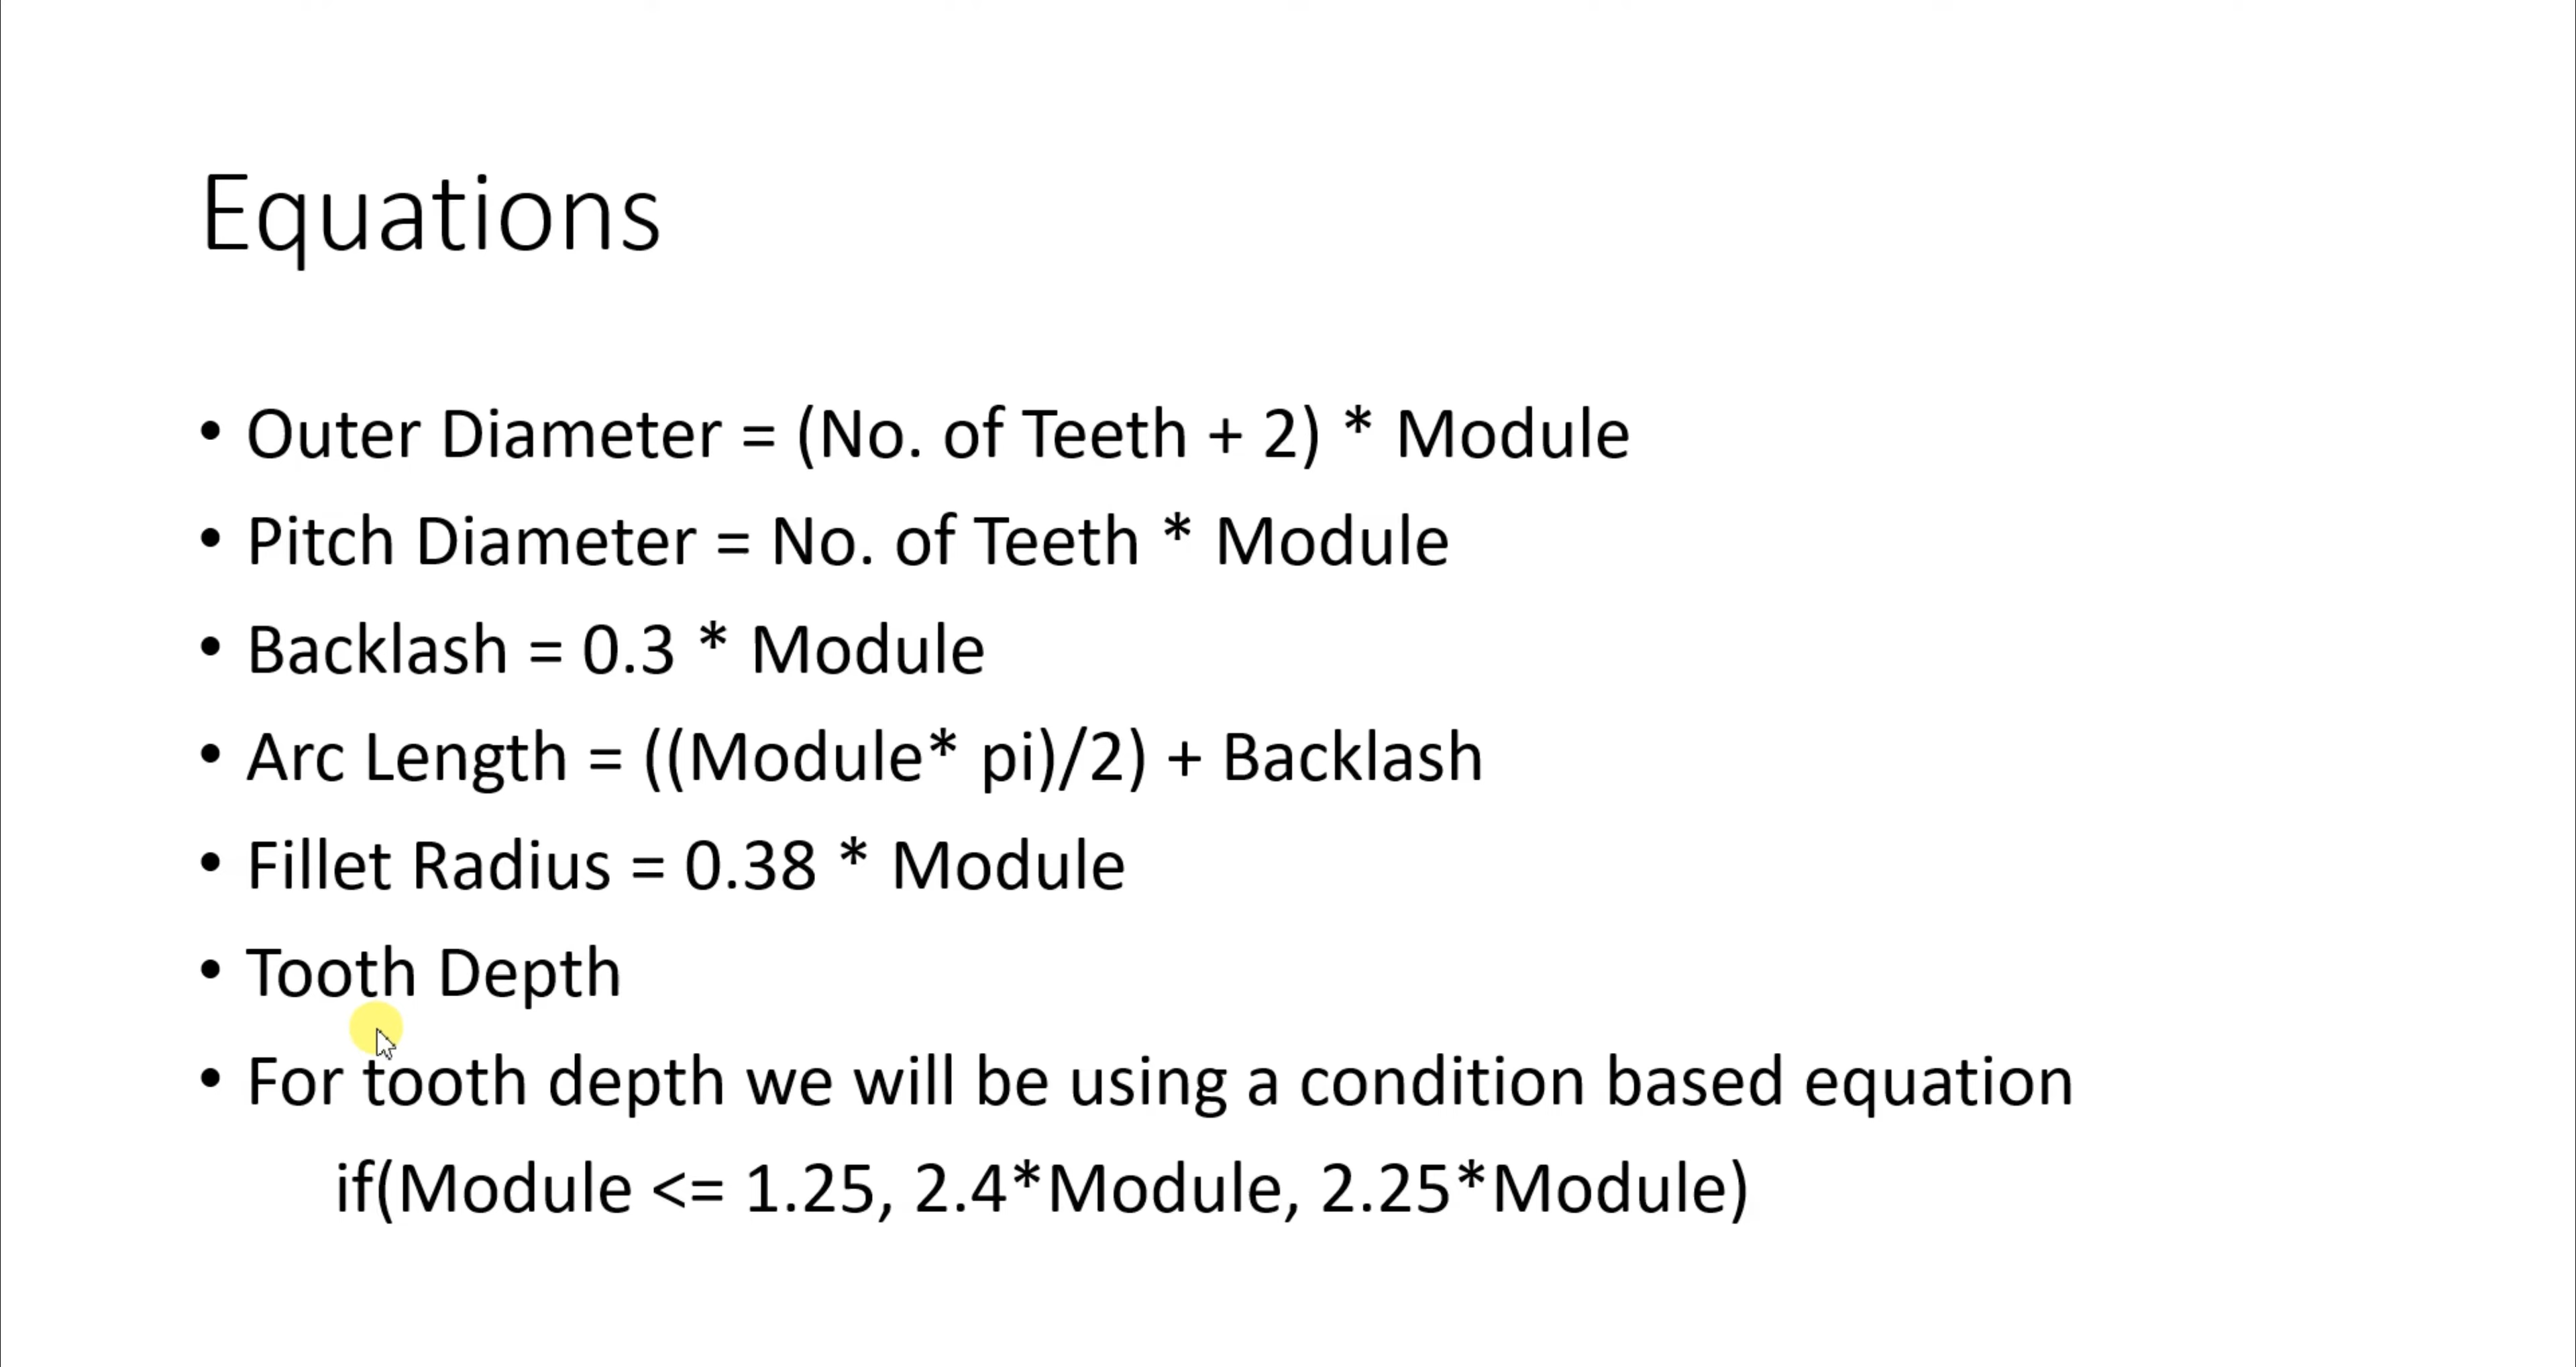 Equations
• Outer Diameter = (No. of Teeth + 2) * Module
• Pitch Diameter = No. of Teeth * Module
• Backlash = 0.3 * Module
• Arc Length = ((Module* pi)/2) + Backlash
• Fillet Radius = 0.38 * Module
• Tooth Depth
• For tooth depth we will be using a condition based equation
if(Module <= 1.25, 2.4*Module, 2.25*Module)